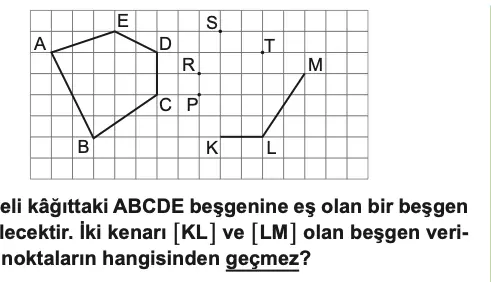 E
S
A
D
T
R
M
C
P
B
K
L
eli kâğıttaki ABCDE beşgenine eş olan bir beşgen
lecektir. İki kenarı [KL] ve [LM] olan beşgen veri-
noktaların hangisinden geçmez?